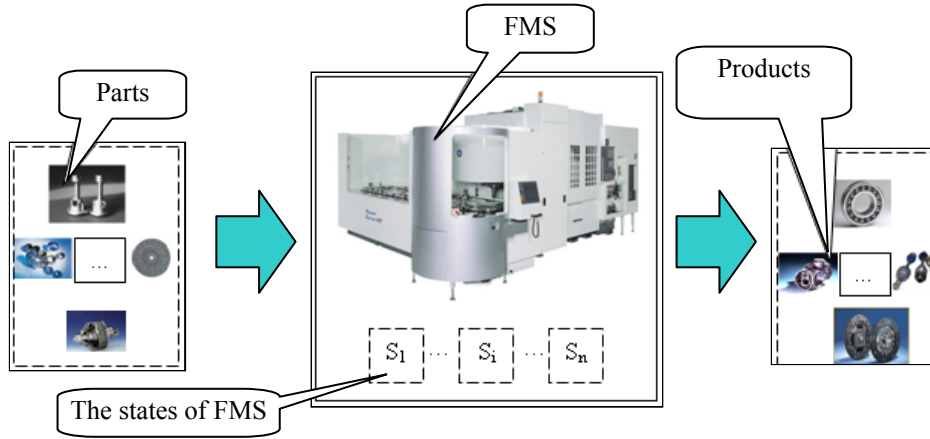 FMS
Parts
Products
...
...
S₁ ... Sᵢ ... Sₙ
The states of FMS